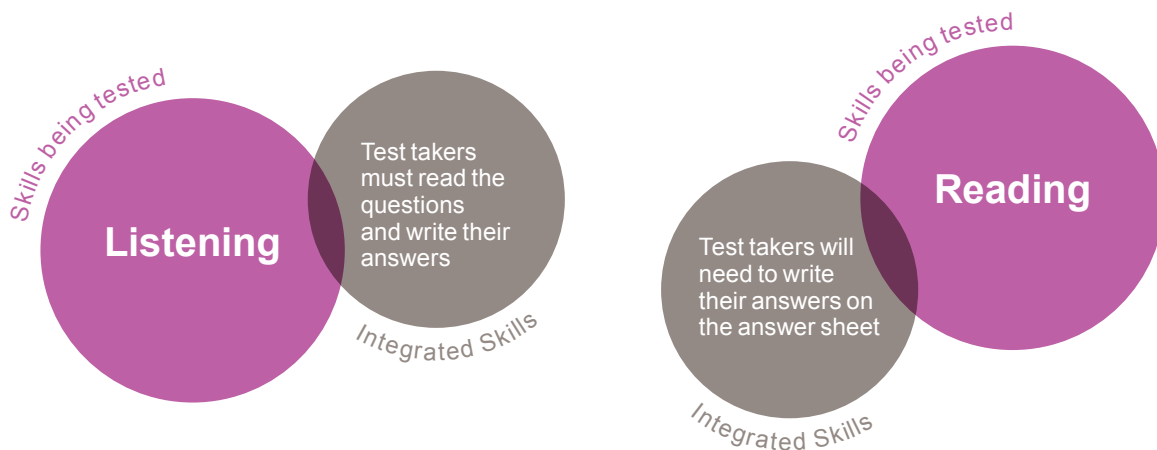 Skills being tested
Listening
Test takers
must read the
questions
and write their
answers
Integrated Skills
Skills being tested
Reading
Test takers will
need to write
their answers on
the answer sheet
Integrated Skills